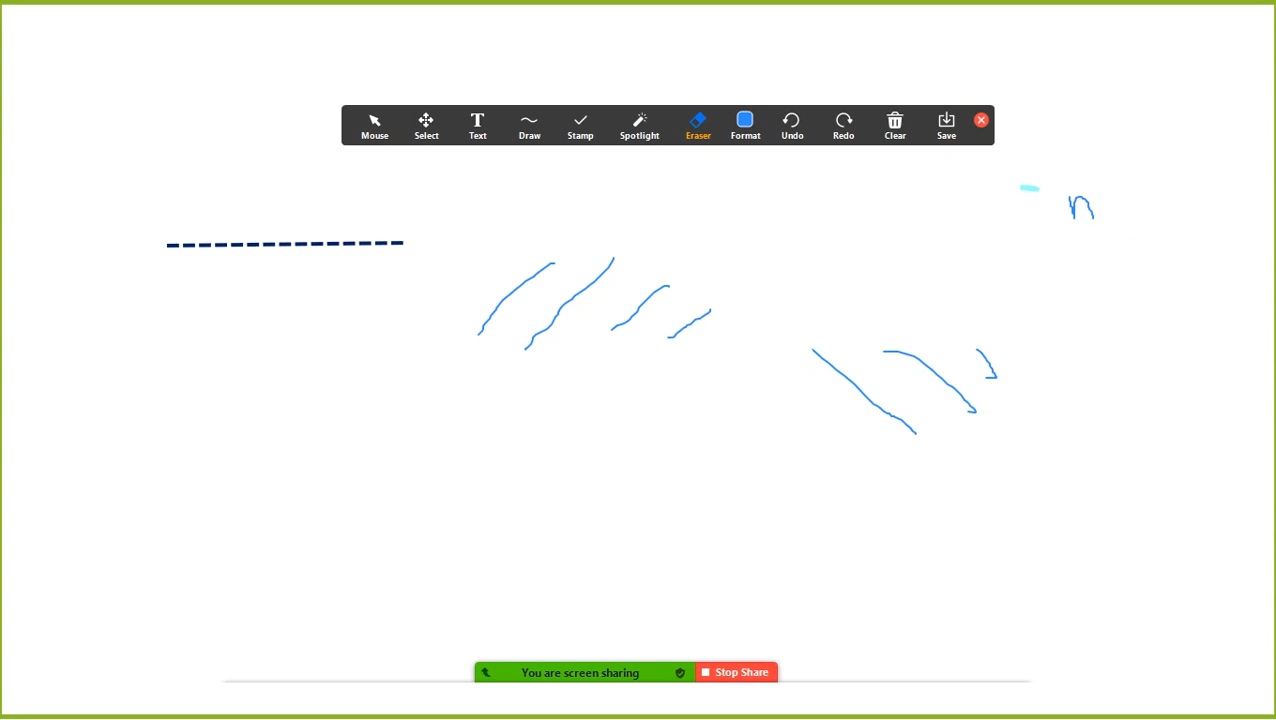 Mouse Select Text Draw Stamp Spotlight Eraser Format Undo Redo Clear Save
n
You are screen sharing Stop Share